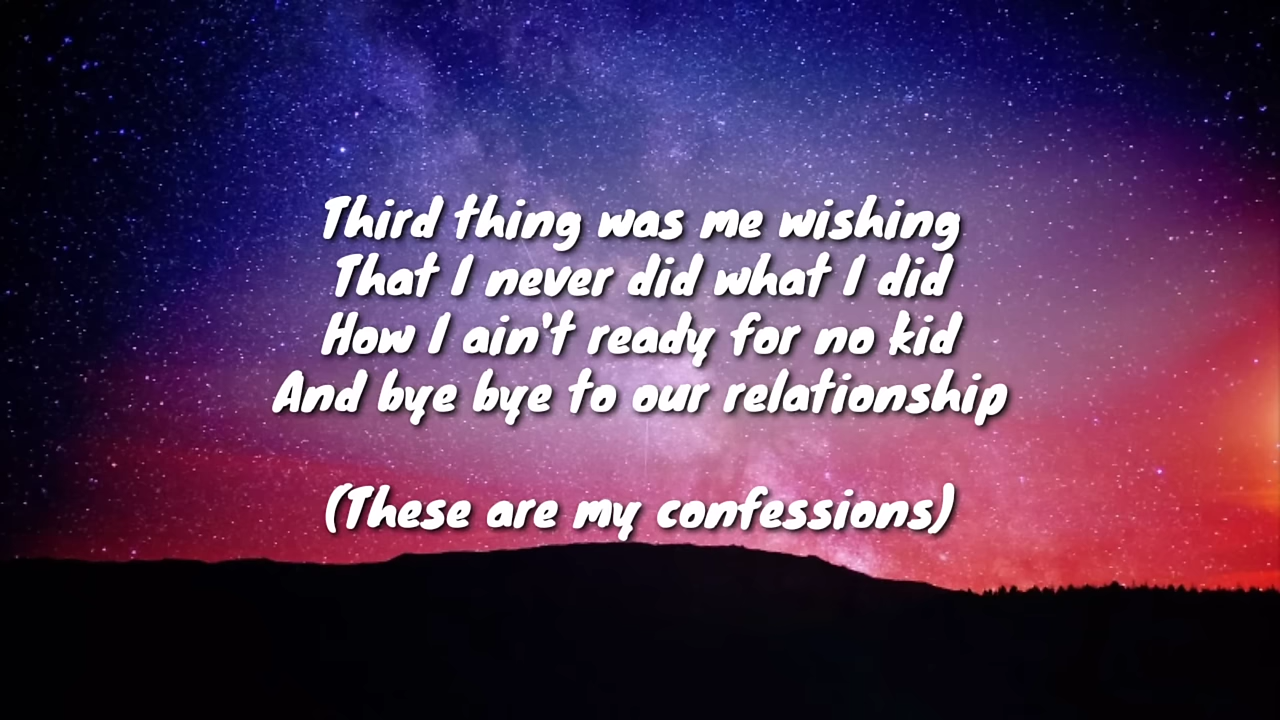 Third thing was me wishing
That I never did what I did
How I ain't ready for no kid
And bye bye to our relationship
(These are my confessions)